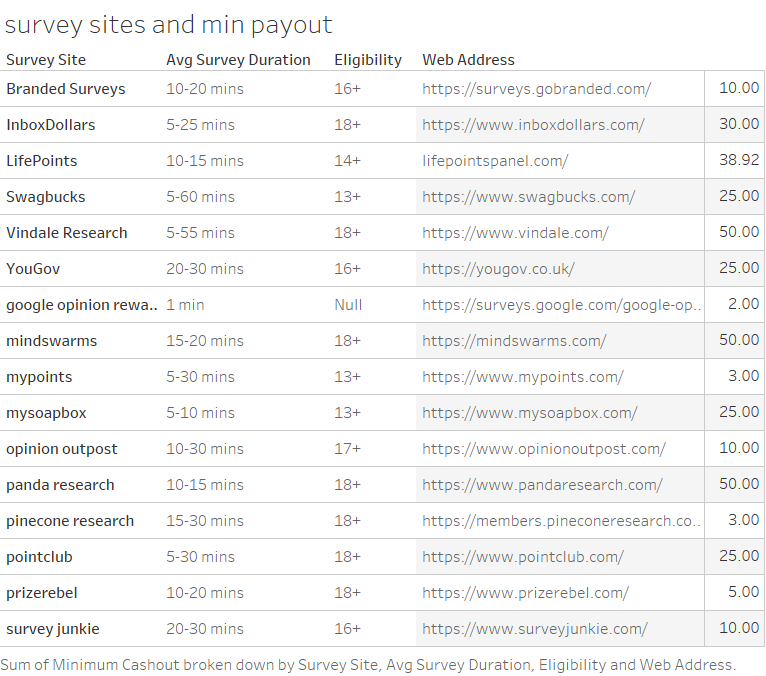 survey sites and min payout
Survey Site Avg Survey Duration Eligibility Web Address
Branded Surveys 10-20 mins 16+ https://surveys.gobranded.com/ 10.00
InboxDollars 5-25 mins 18+ https://www.inboxdollars.com/ 30.00
LifePoints 10-15 mins 14+ lifepointspanel.com/ 38.92
Swagbucks 5-60 mins 13+ https://www.swagbucks.com/ 25.00
Vindale Research 5-55 mins 18+ https://www.vindale.com/ 50.00
YouGov 20-30 mins 16+ https://yougov.co.uk/ 25.00
google opinion rewa.. 1 min Null https://surveys.google.com/google-op.. 2.00
mindswarms 15-20 mins 18+ https://mindswarms.com/ 50.00
mypoints 5-30 mins 13+ https://www.mypoints.com/ 3.00
mysoapbox 5-10 mins 13+ https://www.mysoapbox.com/ 25.00
opinion outpost 10-30 mins 17+ https://www.opinionoutpost.com/ 10.00
panda research 10-15 mins 18+ https://www.pandaresearch.com/ 50.00
pinecone research 15-30 mins 18+ https://members.pineconeresearch.co.. 3.00
pointclub 5-30 mins 18+ https://www.pointclub.com/ 25.00
prizerebel 10-20 mins 18+ https://www.prizerebel.com/ 5.00
survey junkie 20-30 mins 16+ https://www.surveyjunkie.com/ 10.00
Sum of Minimum Cashout broken down by Survey Site, Avg Survey Duration, Eligibility and Web Address.